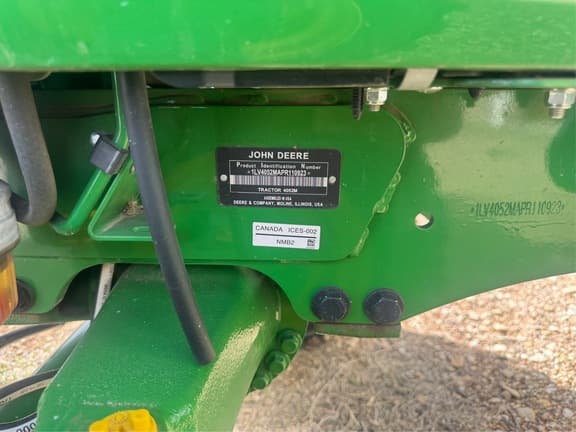 JOHN DEERE
Product Identification Number
*1LV4052MAPR110923*
TRACTOR 4052M
ASSEMBLED IN USA
DEERE & COMPANY, MOLINE, ILLINOIS, USA
CANADA ICES-002
NMB2
*1LV4052MAPR110923*